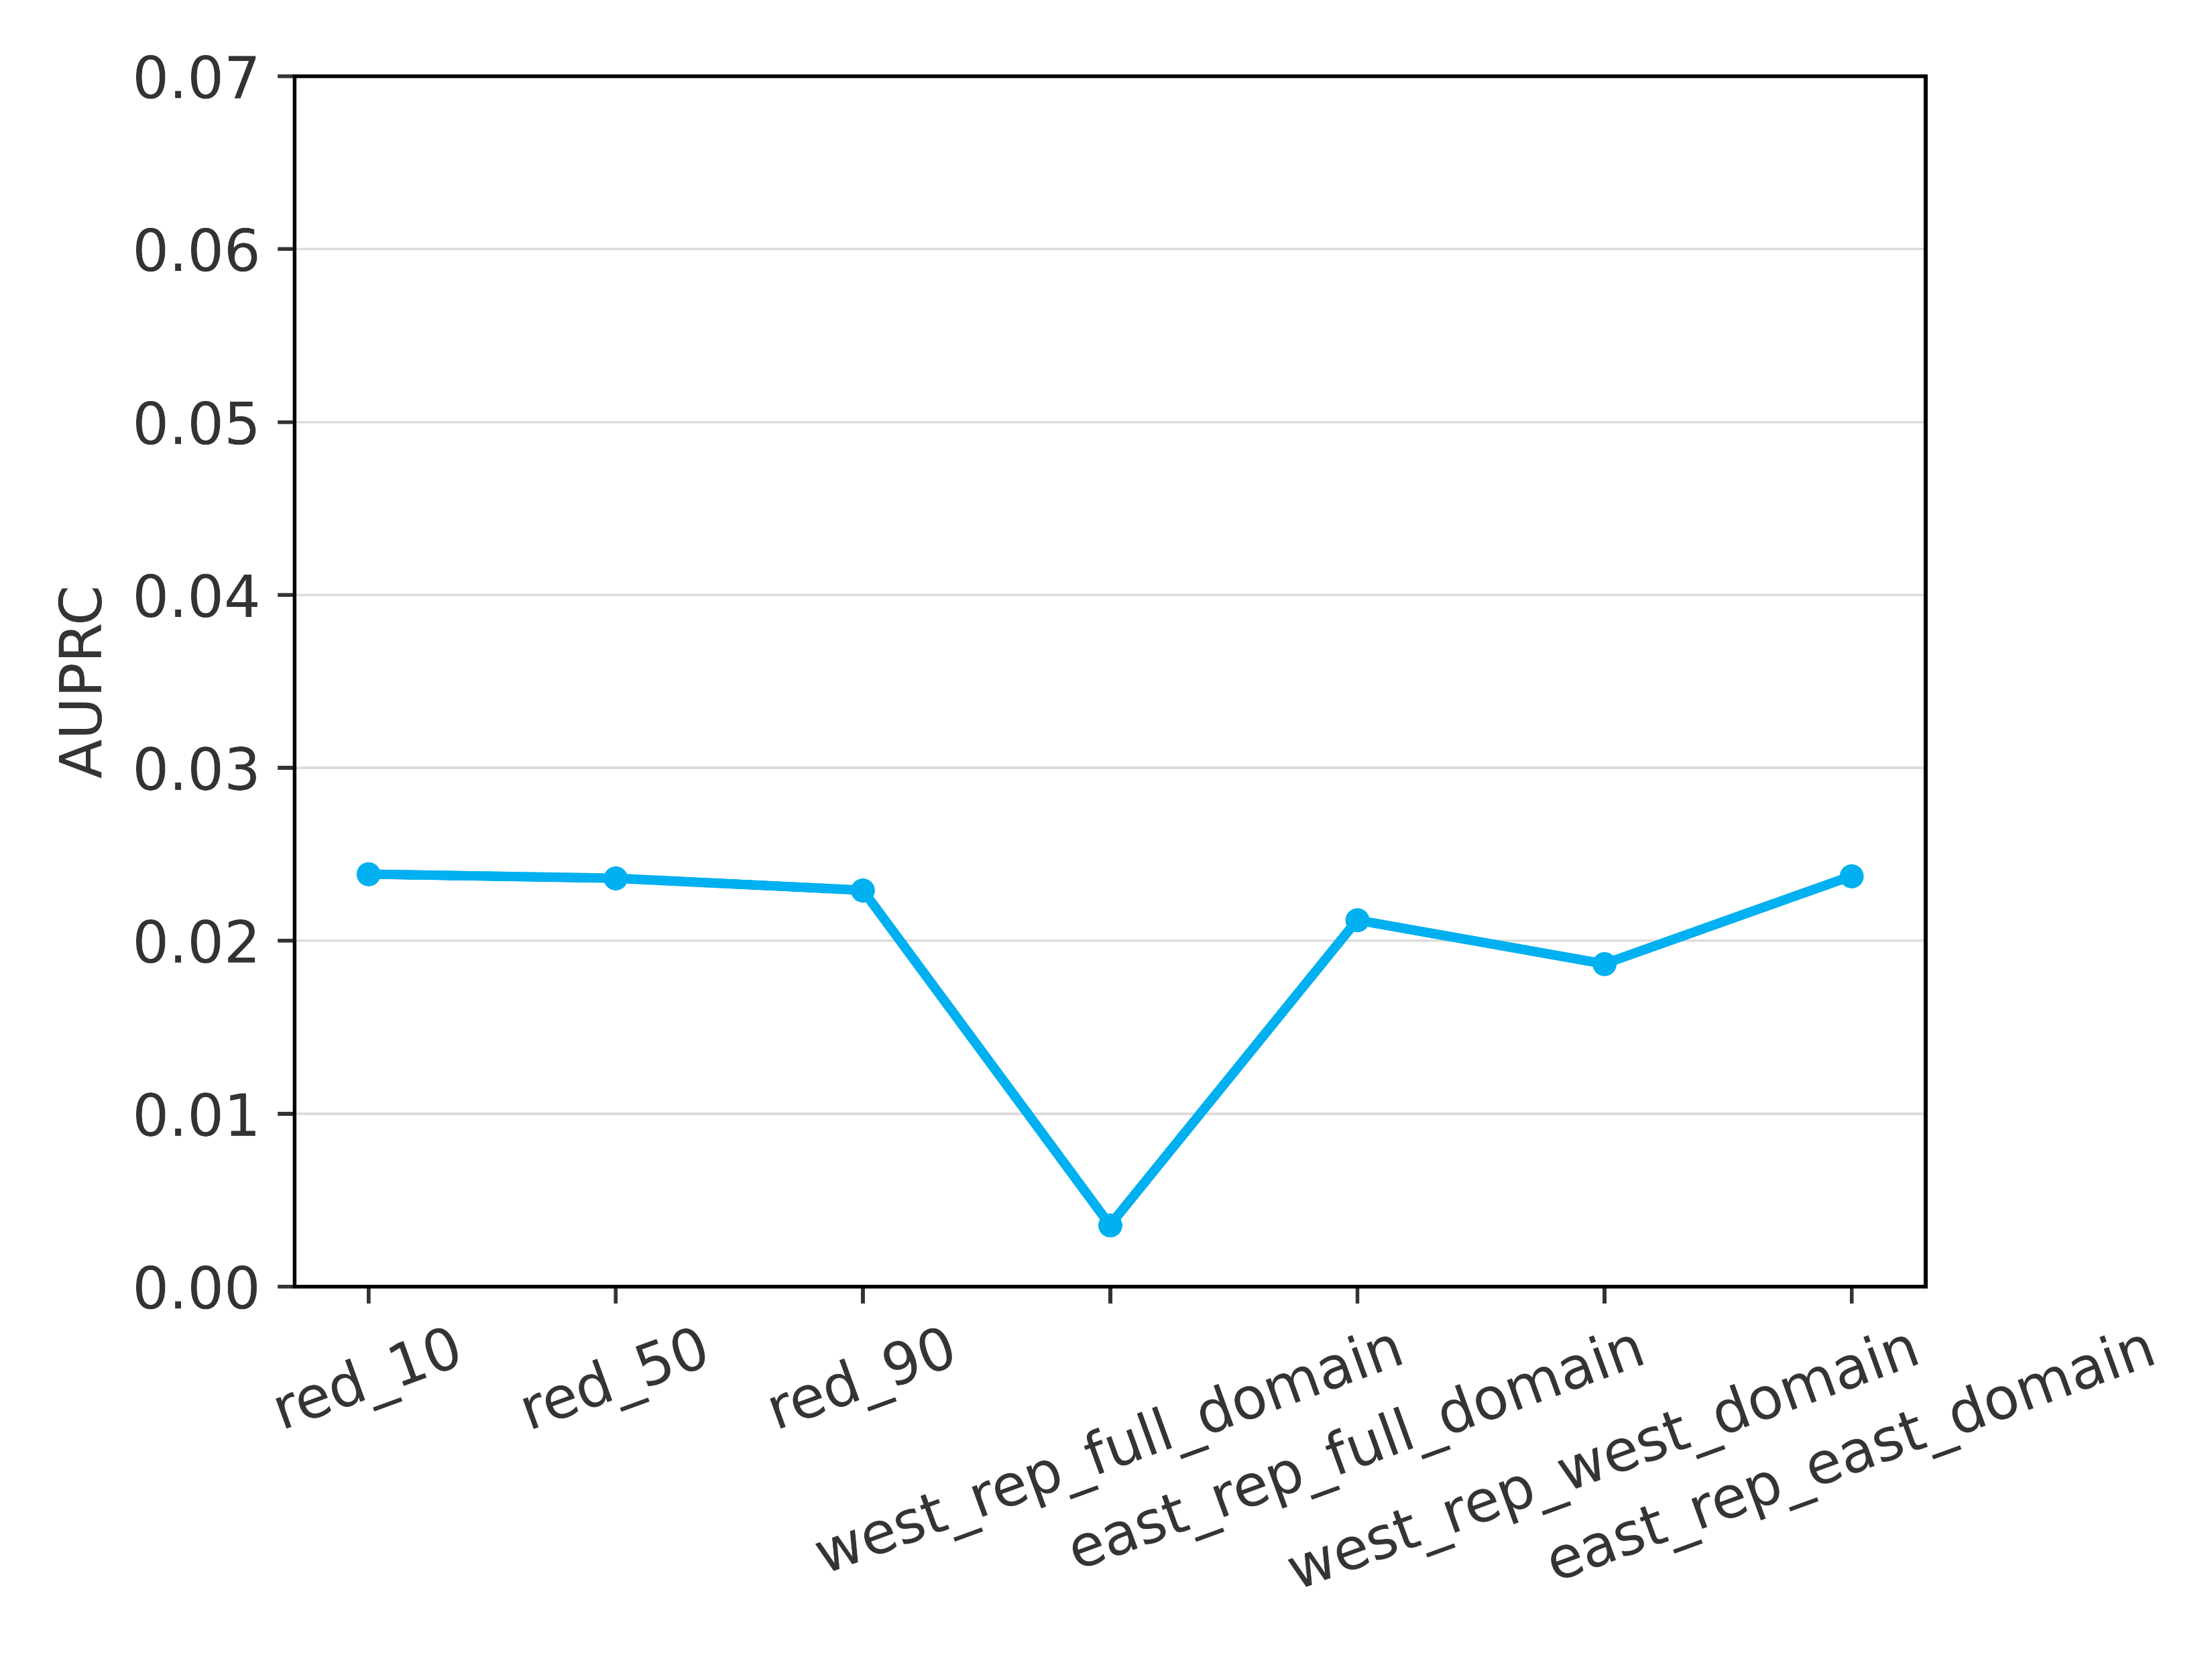 0.07
0.06
0.05
0.04
0.03
0.02
0.01
0.00
AUPRC
red_10
red_50
red_90
west_rep_full_domain
east_rep_full_domain
west_rep_west_domain
east_rep_east_domain